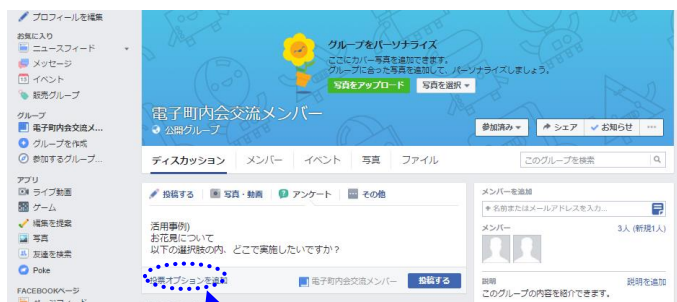 プロフィールを編集
お気に入り
ニュースフィード
メッセージ
イベント
販売グループ
グループ
電子町内会交流メ...
グループを作成
参加するグループ...
アプリ
ライブ動画
ゲーム
編集を提案
写真
友達を検索
Poke
FACEBOOKページ
グループをパーソナライズ
ここにカバー写真を追加できます。
グループに合った写真を追加して、パーソナライズしましょう。
写真をアップロード 写真を選択
電子町内会交流メンバー
公開グループ
参加済み シェア お知らせ ...
ディスカッション メンバー イベント 写真 ファイル このグループを検索
投稿する 写真・動画 アンケート その他
活用事例)
お花見について
以下の選択肢の内、どこで実施したいですか？
投票オプションを追加 電子町内会交流メンバー 投稿する
メンバーを追加
+ 名前またはメールアドレスを入力...
メンバー 3人 (新規1人)
説明 説明を追加
このグループの内容を紹介できます。